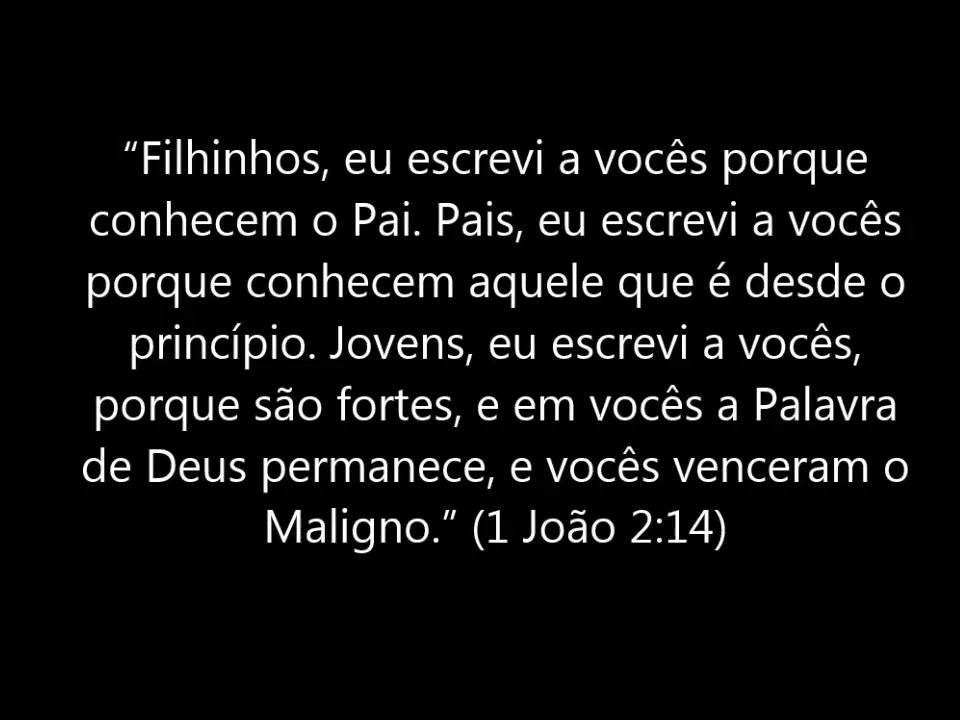 “Filhinhos, eu escrevi a vocês porque
conhecem o Pai. Pais, eu escrevi a vocês
porque conhecem aquele que é desde o
princípio. Jovens, eu escrevi a vocês,
porque são fortes, e em vocês a Palavra
de Deus permanece, e vocês venceram o
Maligno.” (1 João 2:14)